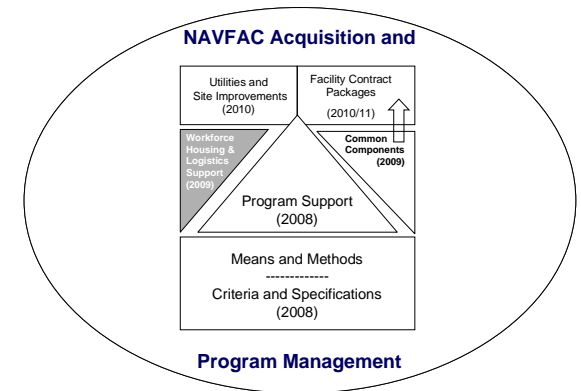 NAVFAC Acquisition and
Utilities and
Site Improvements
(2010)
Facility Contract
Packages
(2010/11)
Workforce
Housing &
Logistics
Support
(2009)
Common
Components
(2009)
Program Support
(2008)
Means and Methods
-------------
Criteria and Specifications
(2008)
Program Management